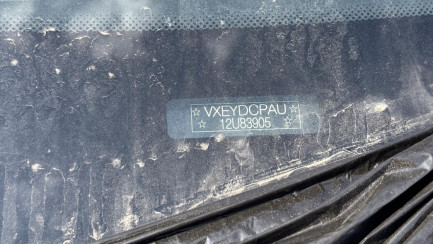 ☆ VXEYDCPAU ☆
☆ 12U83905 ☆